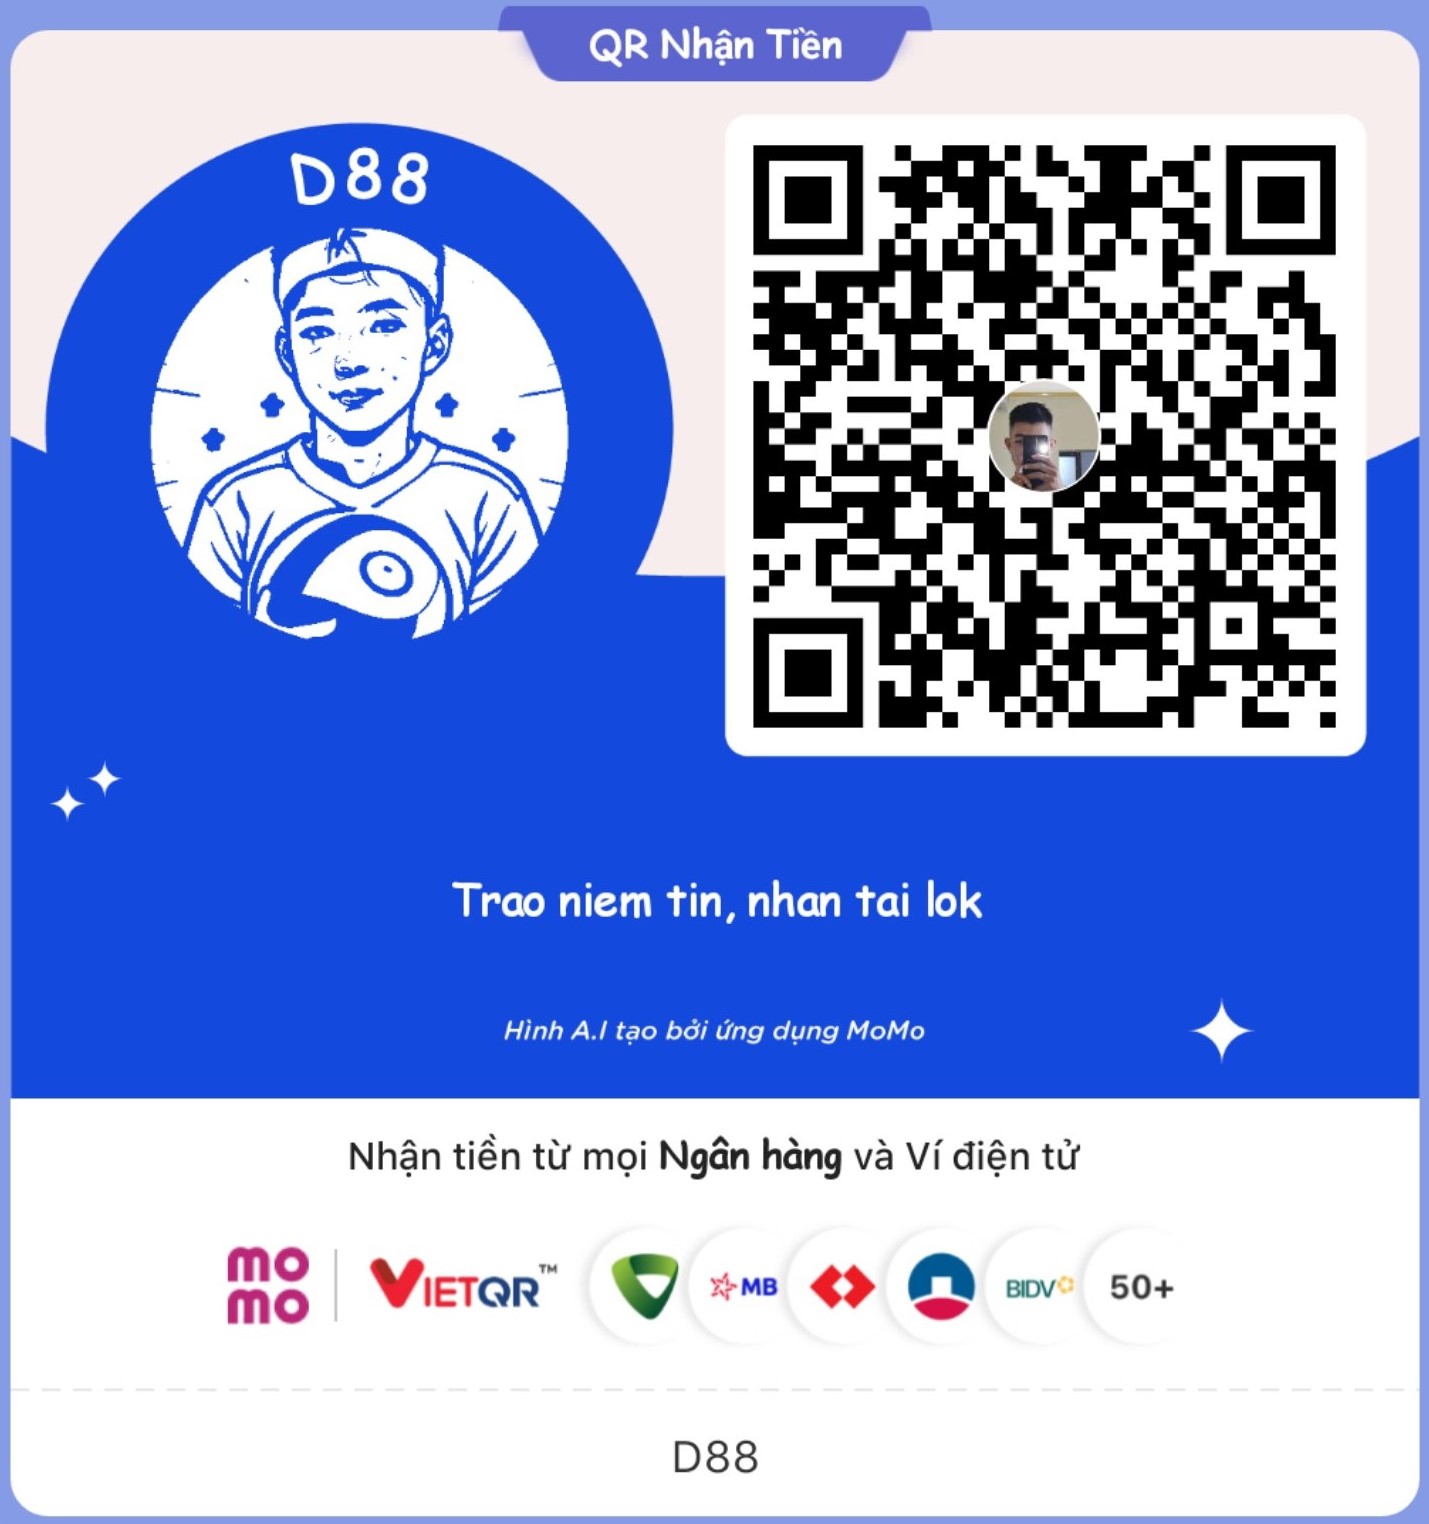 QR Nhận Tiền
D88
Trao niem tin, nhan tai lok
Hình A.I tạo bởi ứng dụng MoMo
Nhận tiền từ mọi Ngân hàng và Ví điện tử
mo
mo
VIETQR™
MB
BIDV
50+
D88